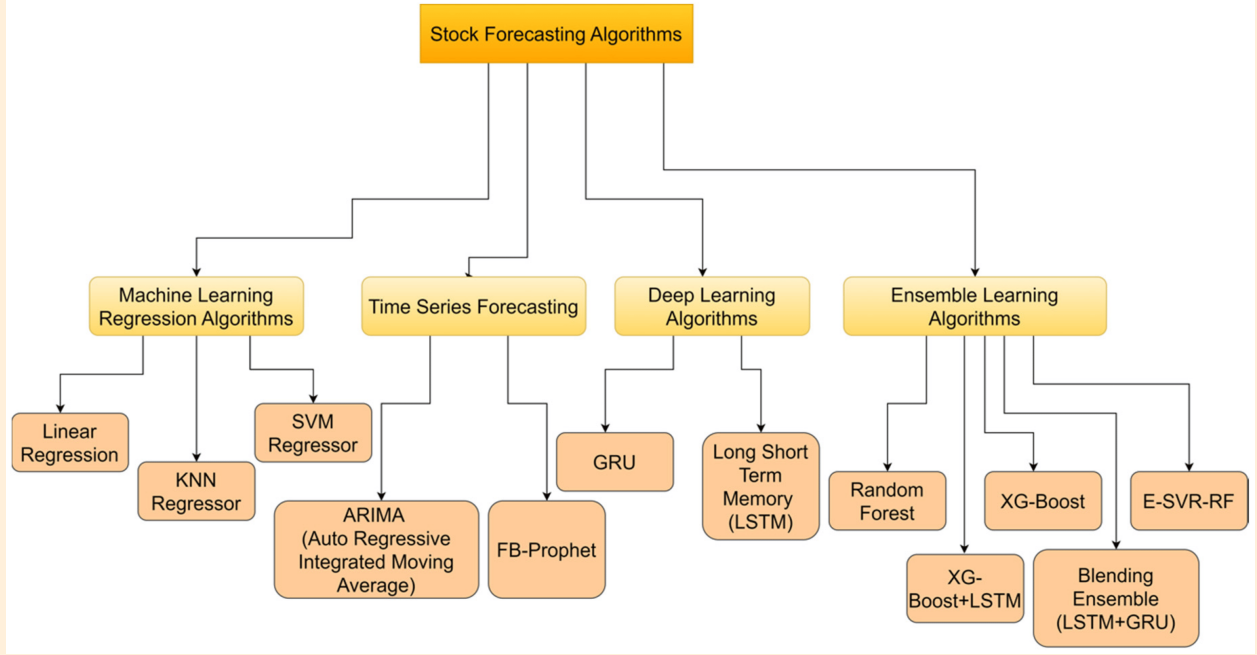 Stock Forecasting Algorithms
Machine Learning
Regression Algorithms
Time Series Forecasting
Deep Learning
Algorithms
Ensemble Learning
Algorithms
Linear
Regression
KNN
Regressor
SVM
Regressor
ARIMA
(Auto Regressive
Integrated Moving
Average)
FB-Prophet
GRU
Long Short
Term
Memory
(LSTM)
Random
Forest
XG-
Boost+LSTM
XG-Boost
Blending
Ensemble
(LSTM+GRU)
E-SVR-RF